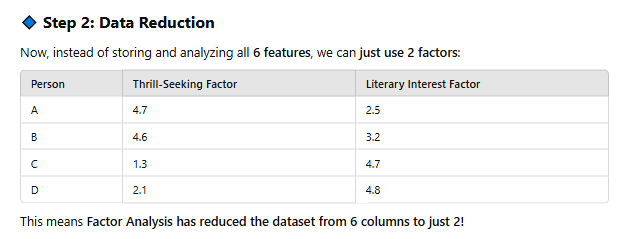 Step 2: Data Reduction
Now, instead of storing and analyzing all 6 features, we can just use 2 factors:
Person Thrill-Seeking Factor Literary Interest Factor
A 4.7 2.5
B 4.6 3.2
C 1.3 4.7
D 2.1 4.8
This means Factor Analysis has reduced the dataset from 6 columns to just 2!